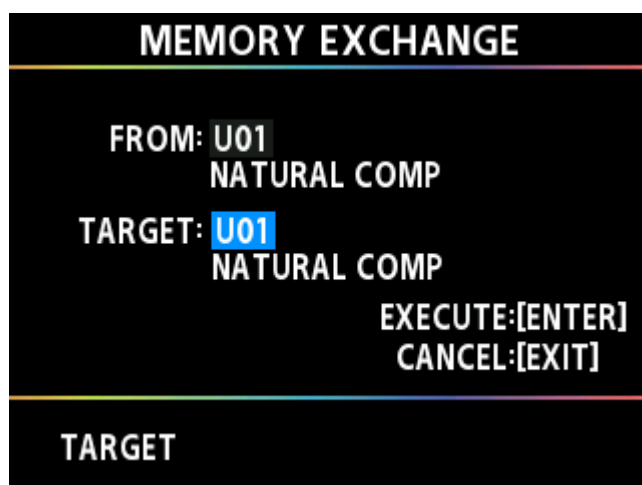 MEMORY EXCHANGE
FROM: U01
NATURAL COMP
TARGET: U01
NATURAL COMP
EXECUTE:[ENTER]
CANCEL:[EXIT]
TARGET